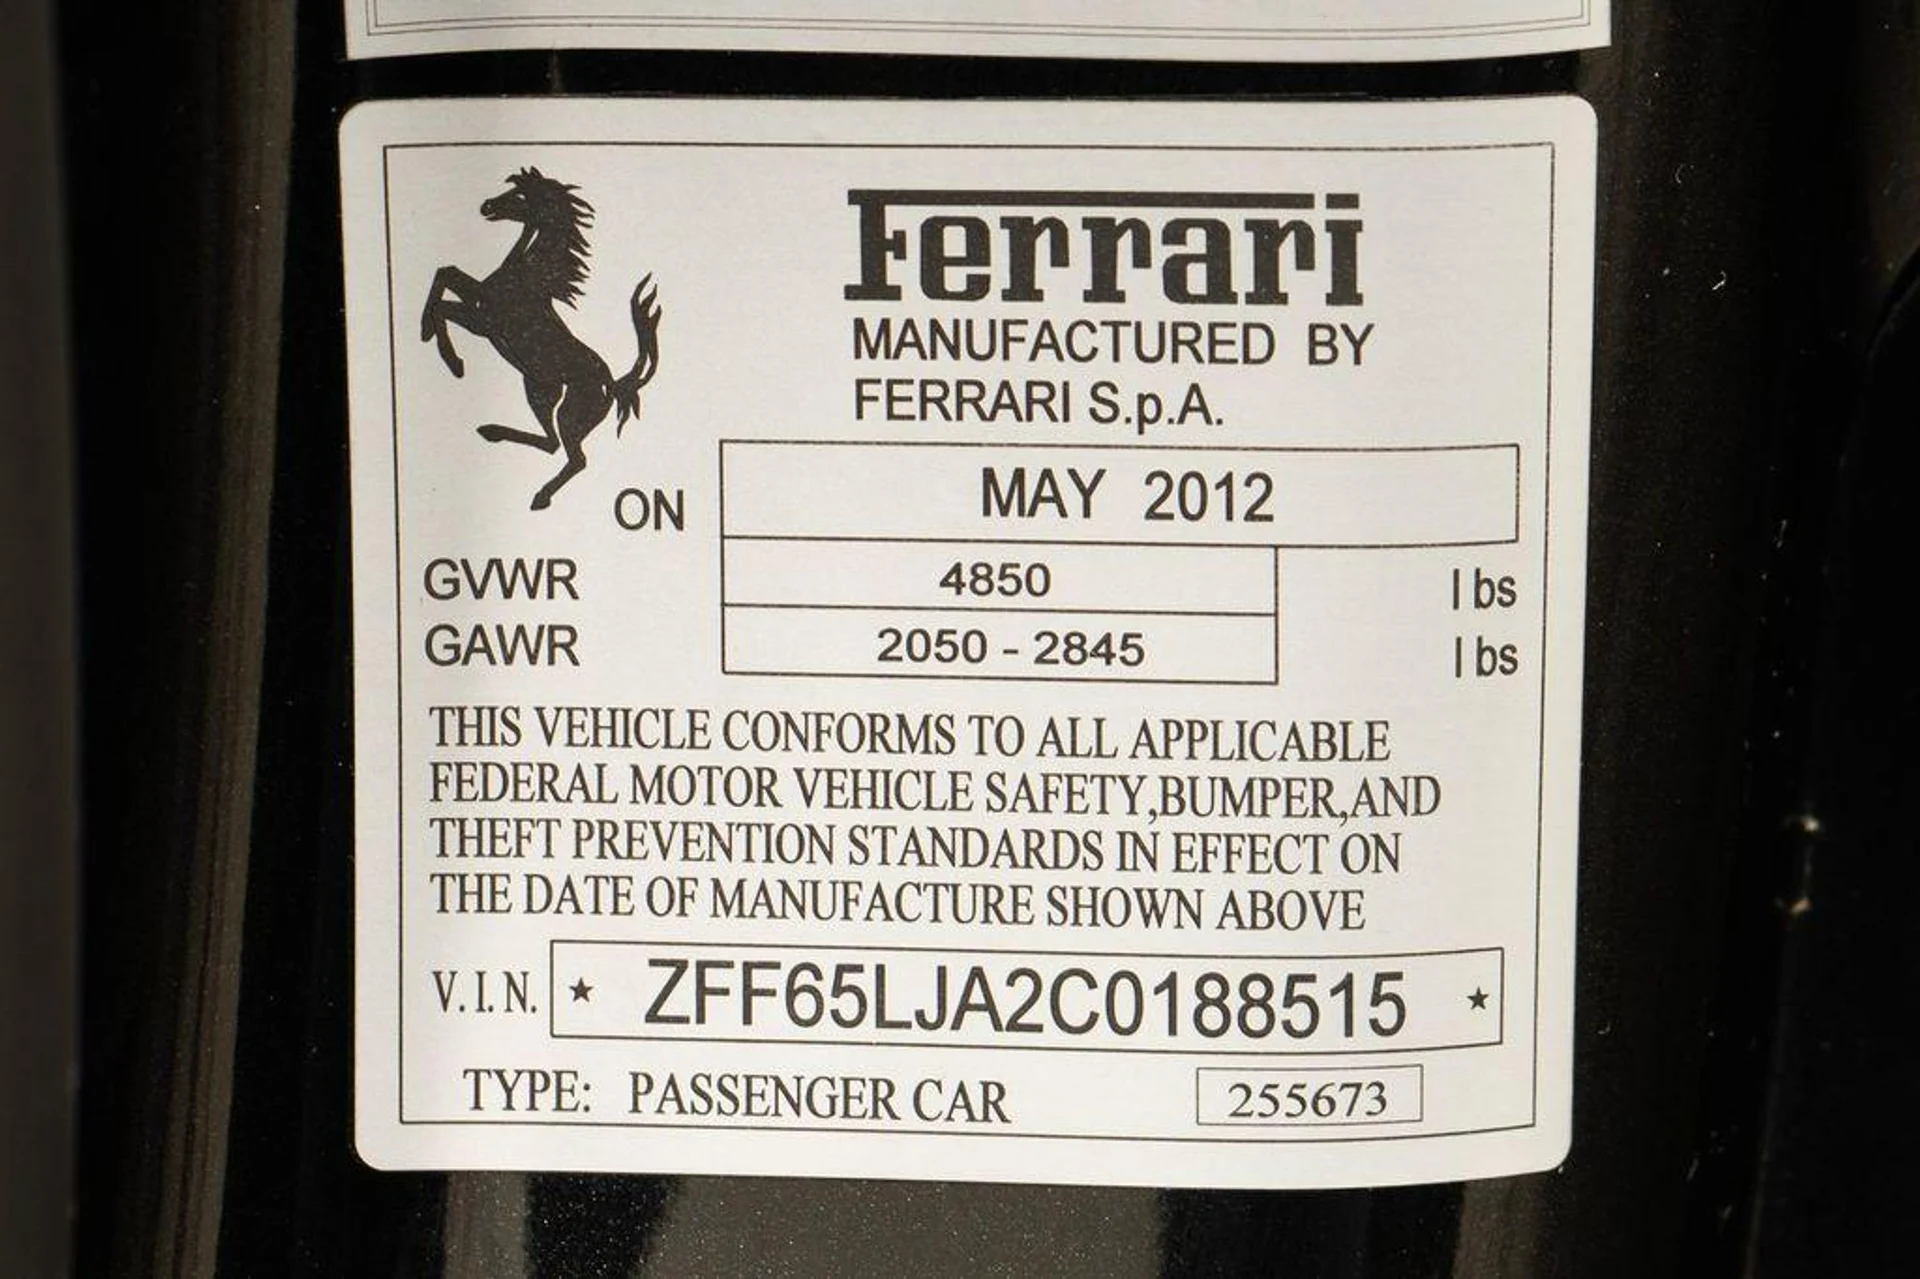 Ferrari
MANUFACTURED BY
FERRARI S.p.A.
ON MAY 2012
GVWR 4850 lbs
GAWR 2050 - 2845 lbs
THIS VEHICLE CONFORMS TO ALL APPLICABLE
FEDERAL MOTOR VEHICLE SAFETY,BUMPER,AND
THEFT PREVENTION STANDARDS IN EFFECT ON
THE DATE OF MANUFACTURE SHOWN ABOVE
V.I.N. ★ ZFF65LJA2C0188515 ★
TYPE: PASSENGER CAR 255673